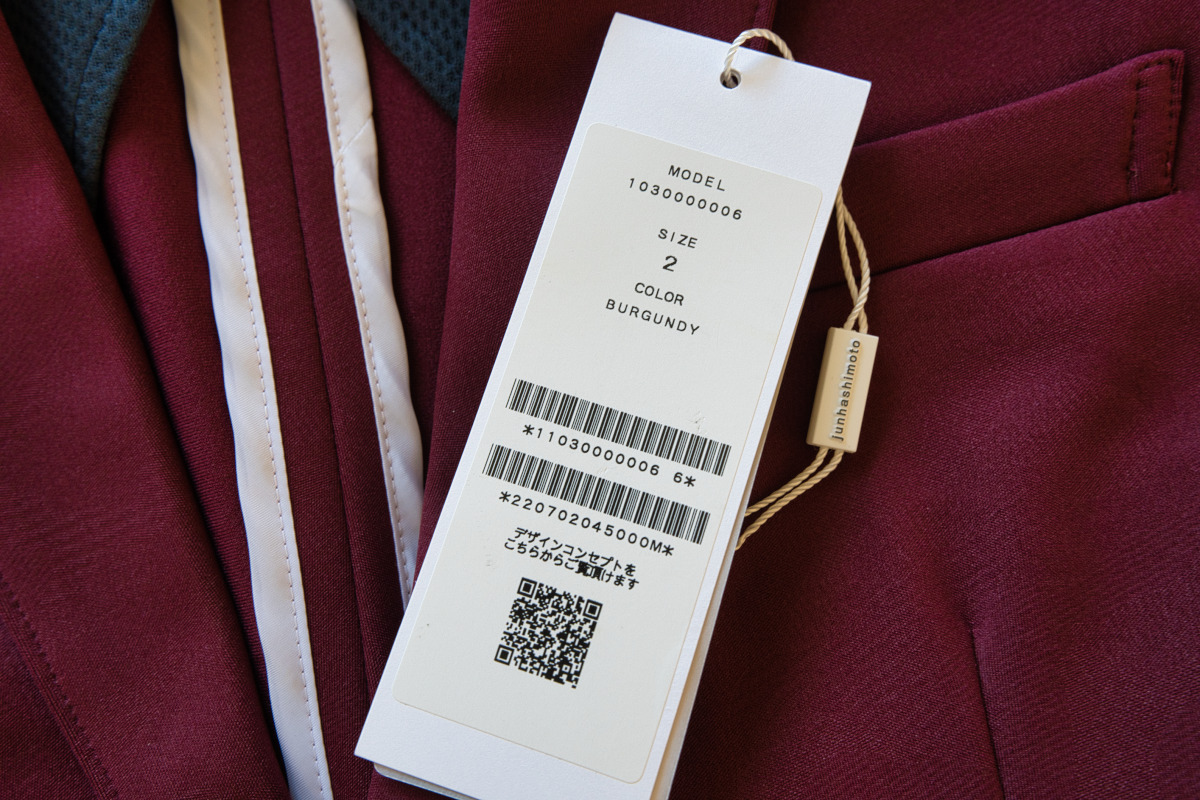 MODEL
1030000006
SIZE
2
COLOR
BURGUNDY
*11030000006 6*
*220702045000M*
デザインコンセプトを
こちらからご覧頂けます
junhashimoto